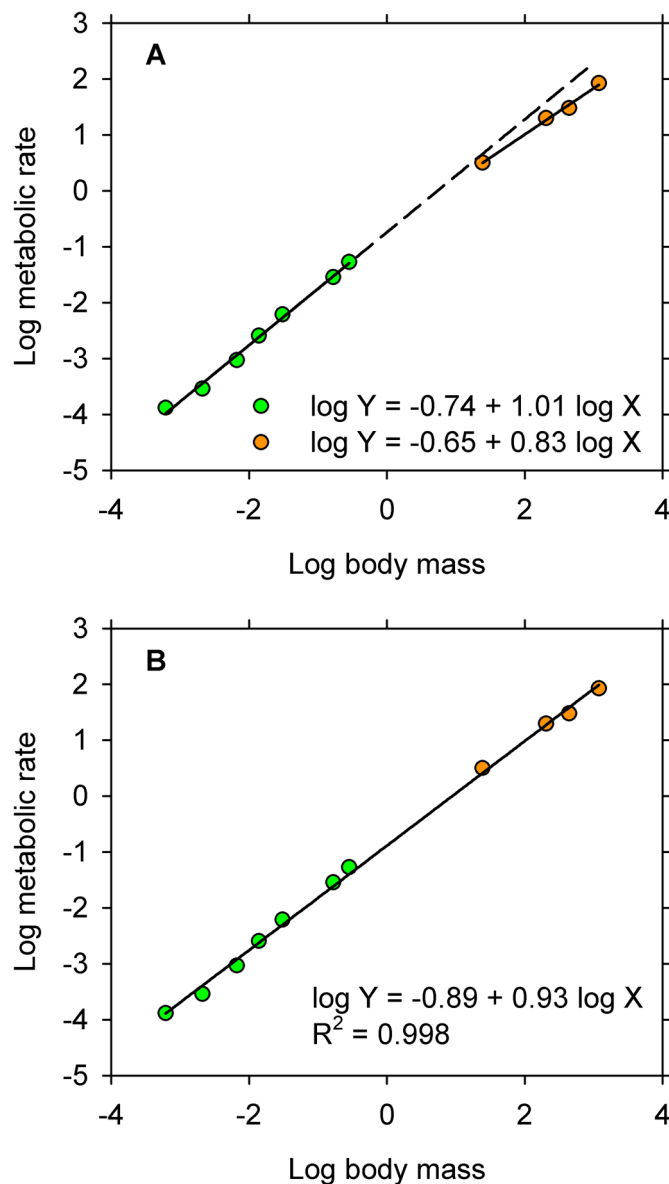 A
3
2
1
0
-1
-2
-3
-4
-5
Log metabolic rate
log Y = -0.74 + 1.01 log X
log Y = -0.65 + 0.83 log X
-4 -2 0 2 4
Log body mass
B
3
2
1
0
-1
-2
-3
-4
-5
Log metabolic rate
log Y = -0.89 + 0.93 log X
R² = 0.998
-4 -2 0 2 4
Log body mass